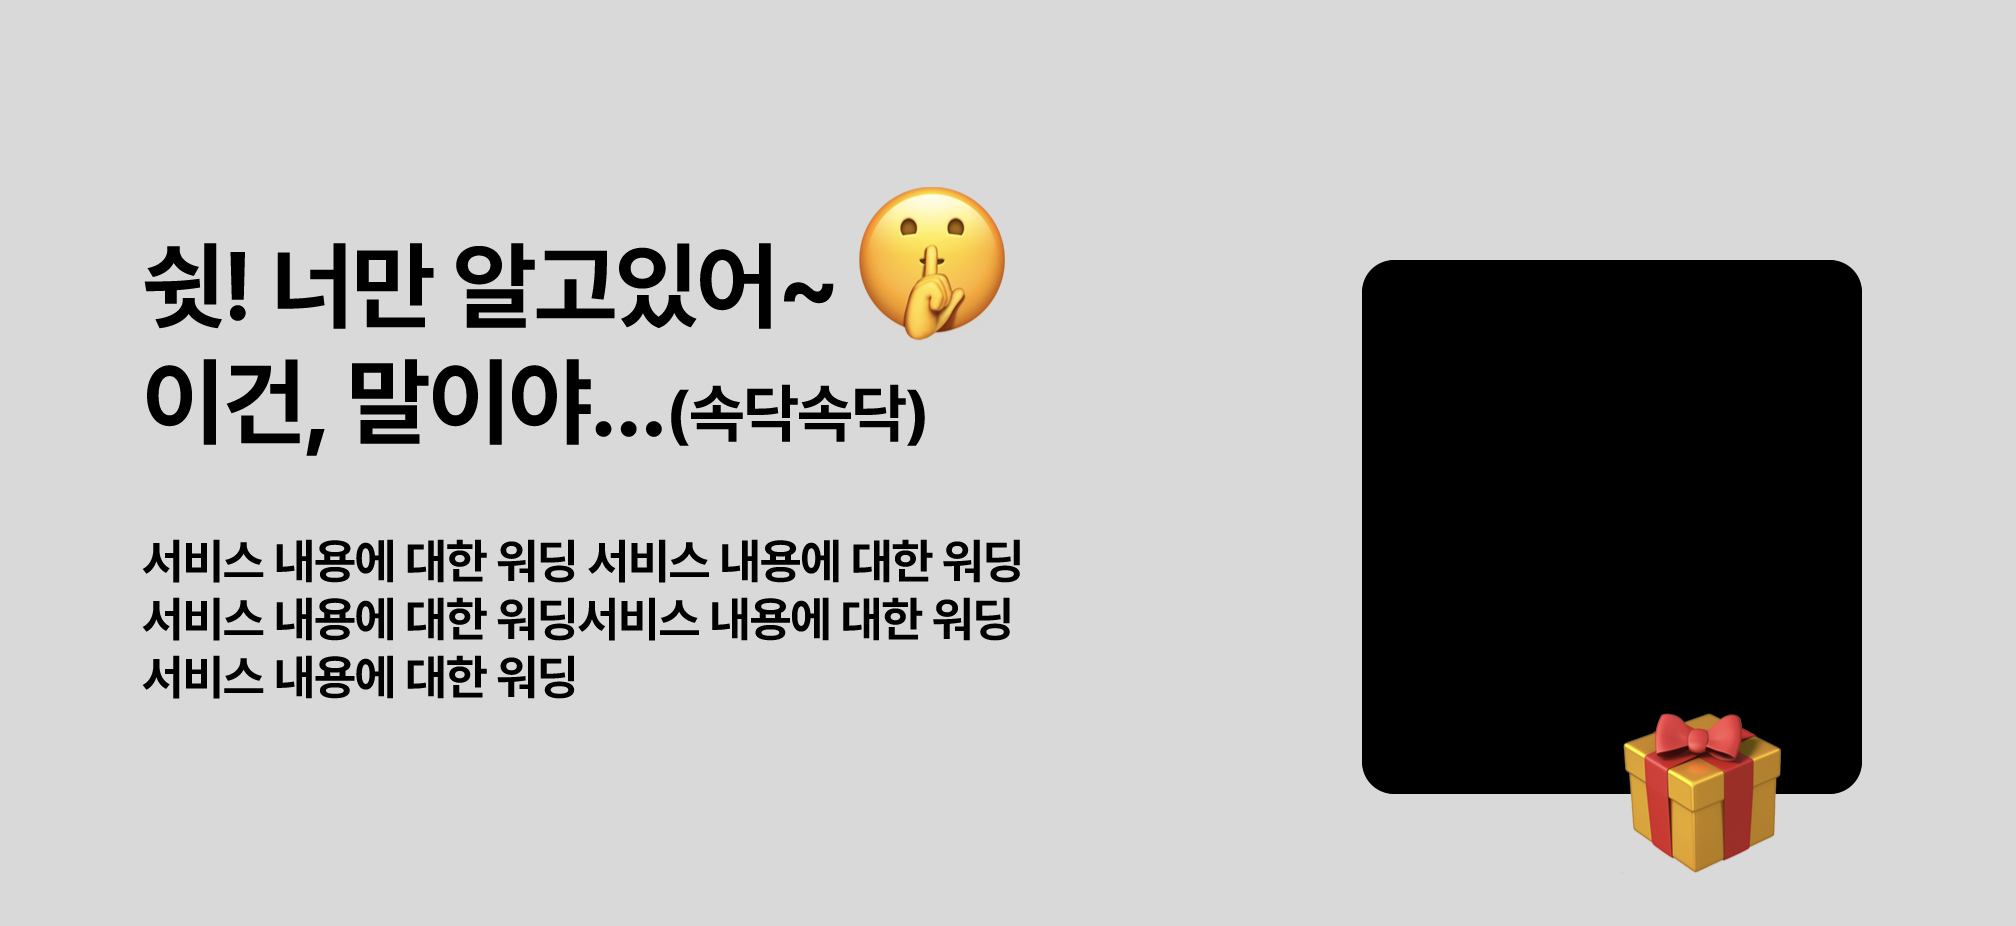 쉿! 너만 알고있어~
이건, 말이야...(속닥속닥)
서비스 내용에 대한 워딩 서비스 내용에 대한 워딩
서비스 내용에 대한 워딩서비스 내용에 대한 워딩
서비스 내용에 대한 워딩